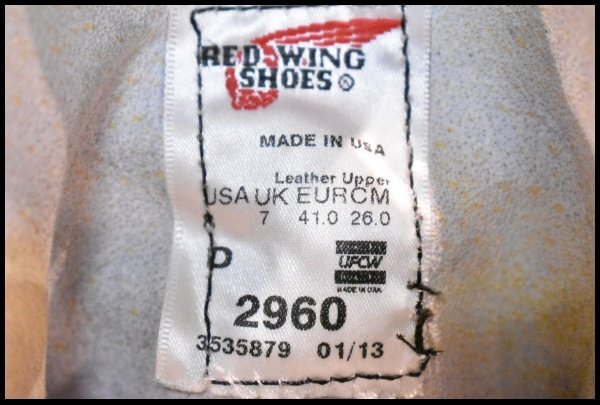 RED WING
SHOES ®
MADE IN USA
Leather Upper
USA UK EUR CM
7 41.0 26.0
D
UFCW
MADE IN USA
2960
3535879 01/13